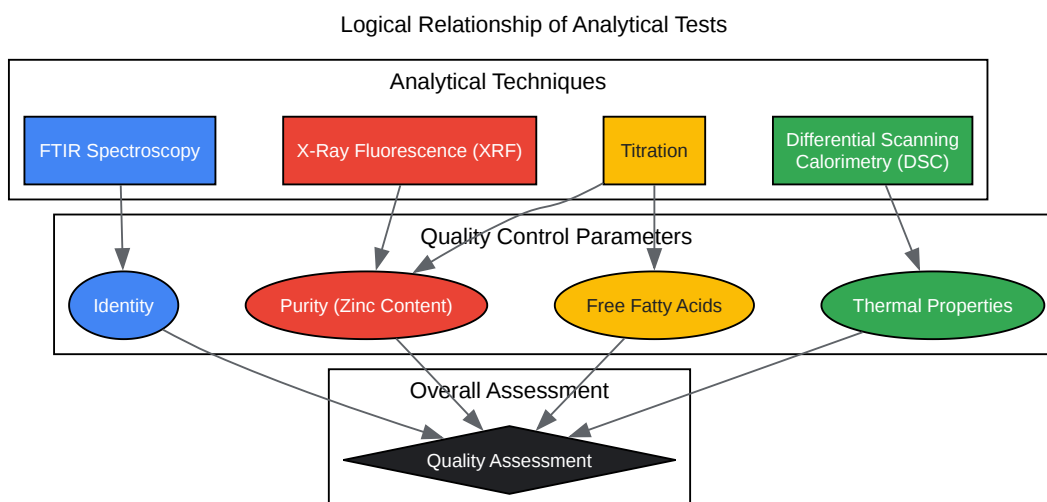 Logical Relationship of Analytical Tests
Analytical Techniques
FTIR Spectroscopy
X-Ray Fluorescence (XRF)
Titration
Differential Scanning
Calorimetry (DSC)
Quality Control Parameters
Identity
Purity (Zinc Content)
Free Fatty Acids
Thermal Properties
Overall Assessment
Quality Assessment